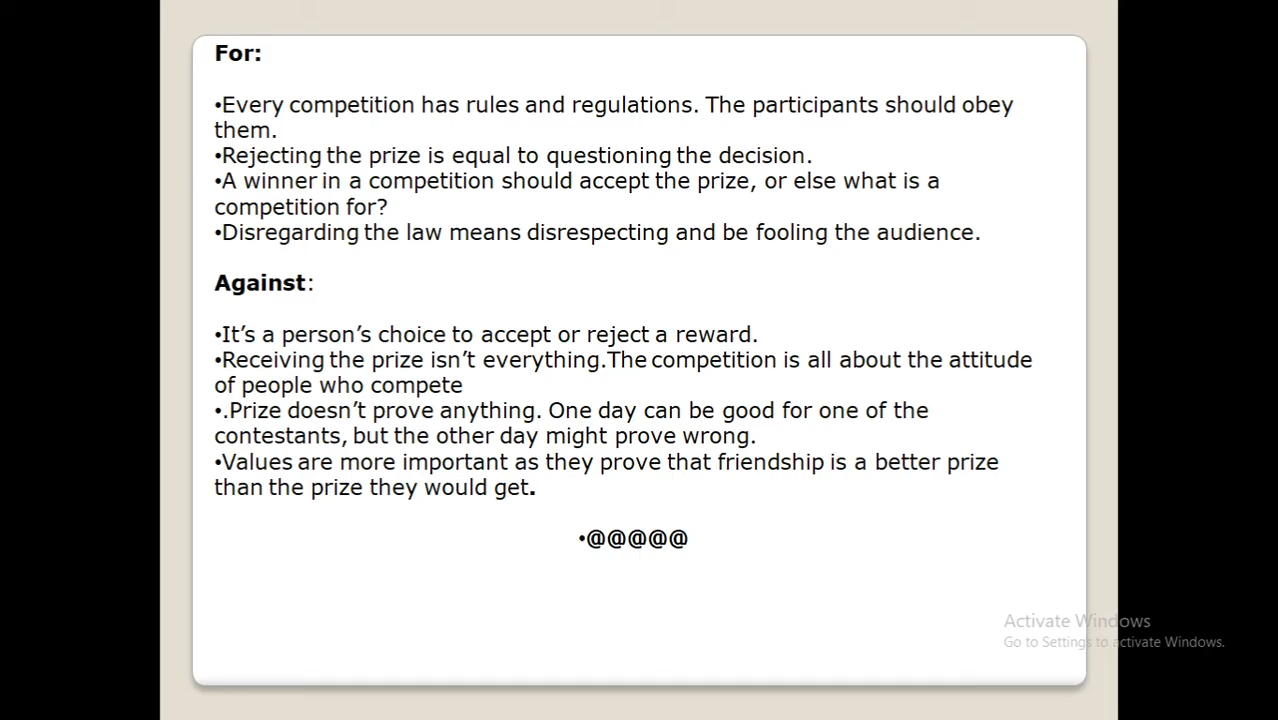 For:
•Every competition has rules and regulations. The participants should obey
them.
•Rejecting the prize is equal to questioning the decision.
•A winner in a competition should accept the prize, or else what is a
competition for?
•Disregarding the law means disrespecting and be fooling the audience.
Against:
•It’s a person’s choice to accept or reject a reward.
•Receiving the prize isn’t everything.The competition is all about the attitude
of people who compete
•.Prize doesn’t prove anything. One day can be good for one of the
contestants, but the other day might prove wrong.
•Values are more important as they prove that friendship is a better prize
than the prize they would get.
•@@@@@
Activate Windows
Go to Settings to activate Windows.